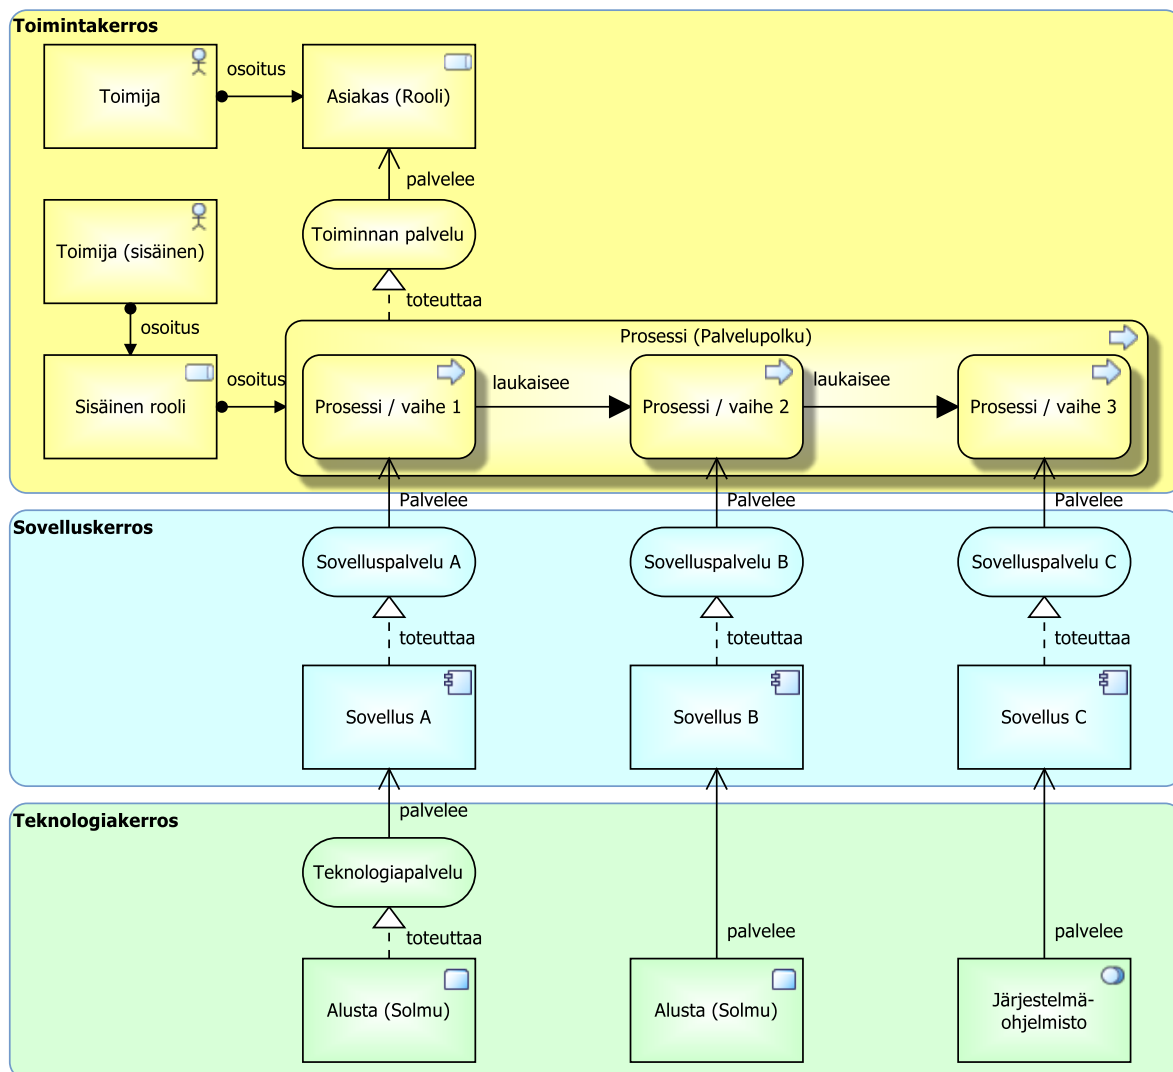 Toimintakerros
Toimija
osoitus
Asiakas (Rooli)
palvelee
Toimija (sisäinen)
Toiminnan palvelu
osoitus
toteuttaa
Prosessi (Palvelupolku)
Sisäinen rooli
osoitus
Prosessi / vaihe 1
laukaisee
Prosessi / vaihe 2
laukaisee
Prosessi / vaihe 3
Palvelee
Palvelee
Palvelee
Sovelluskerros
Sovelluspalvelu A
Sovelluspalvelu B
Sovelluspalvelu C
toteuttaa
toteuttaa
toteuttaa
Sovellus A
Sovellus B
Sovellus C
palvelee
Teknologiakerros
Teknologiapalvelu
toteuttaa
palvelee
palvelee
Alusta (Solmu)
Alusta (Solmu)
Järjestelmä-
ohjelmisto